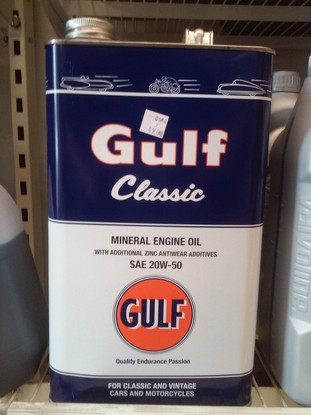 Gulf
Classic
MINERAL ENGINE OIL
WITH ADDITIONAL ZINC ANTIWEAR ADDITIVES
SAE 20W-50
GULF
Quality Endurance Passion
FOR CLASSIC AND VINTAGE
CARS AND MOTORCYCLES